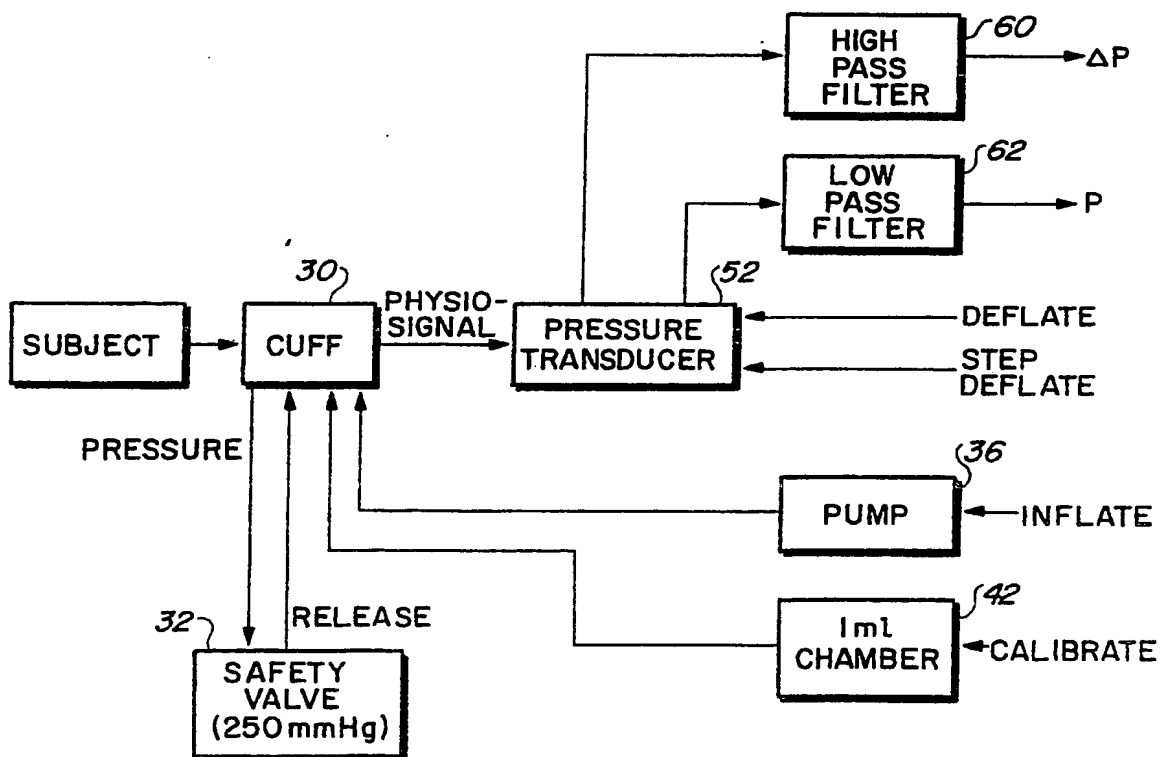 HIGH
PASS
FILTER
60
ΔP
LOW
PASS
FILTER
62
P
SUBJECT
30
CUFF
PHYSIO-
SIGNAL
52
PRESSURE
TRANSDUCER
DEFLATE
STEP
DEFLATE
PRESSURE
RELEASE
36
PUMP
INFLATE
32
SAFETY
VALVE
(250mmHg)
42
1ml
CHAMBER
CALIBRATE